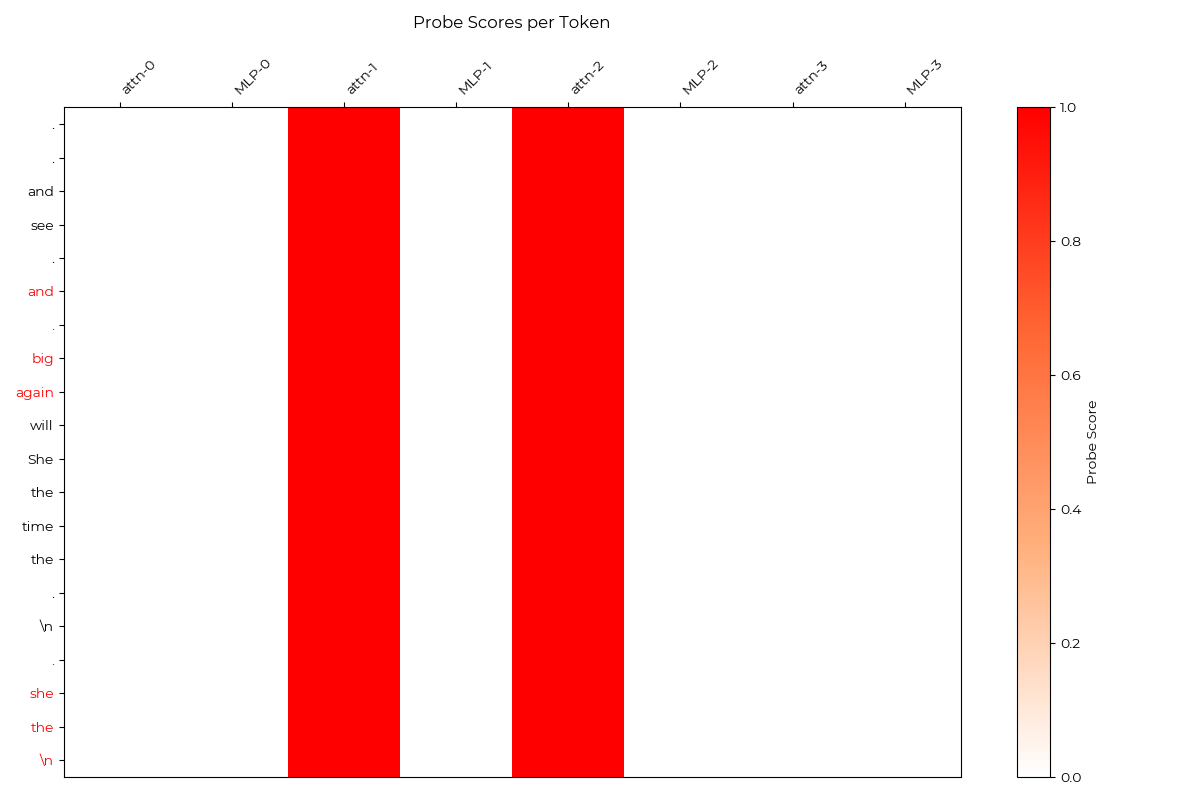 Probe Scores per Token
attn-0 MLP-0 attn-1 MLP-1 attn-2 MLP-2 attn-3 MLP-3
.
.
and
see
.
and
.
big
again
will
She
the
time
the
.
\n
.
she
the
\n
1.0
0.8
0.6
0.4
0.2
0.0
Probe Score